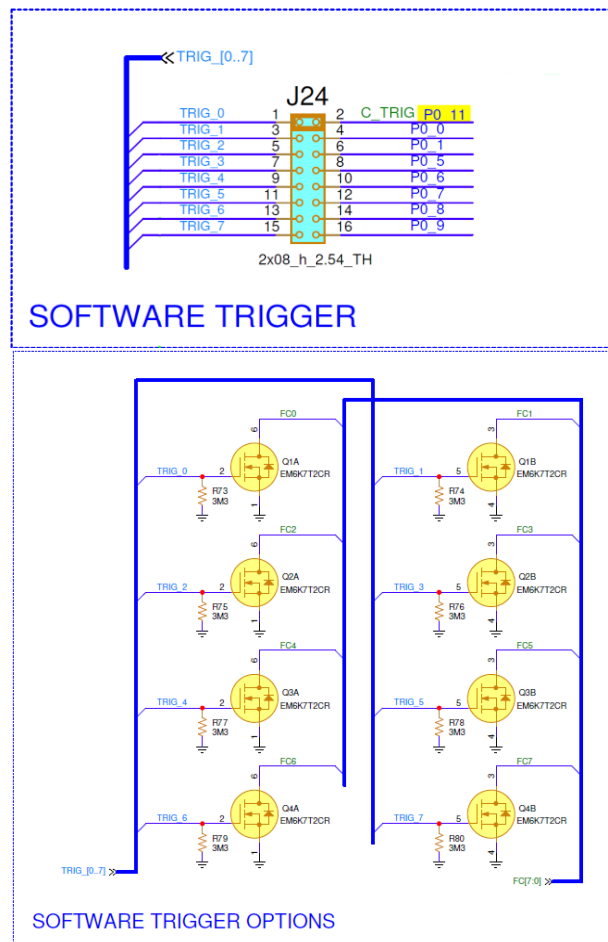 TRIG_[0..7]
J24
TRIG_0 1 2 C_TRIG P0_11
TRIG_1 3 4 P0_0
TRIG_2 5 6 P0_1
TRIG_3 7 8 P0_5
TRIG_4 9 10 P0_6
TRIG_5 11 12 P0_7
TRIG_6 13 14 P0_8
TRIG_7 15 16 P0_9
2x08_h_2.54_TH
SOFTWARE TRIGGER
FC0 FC1
6 3
Q1A Q1B
TRIG_0 2 EM6K7T2CR TRIG_1 5 EM6K7T2CR
R73 R74
3M3 1 3M3 4
FC2 FC3
6 3
Q2A Q2B
TRIG_2 2 EM6K7T2CR TRIG_3 5 EM6K7T2CR
R75 R76
3M3 1 3M3 4
FC4 FC5
6 3
Q3A Q3B
TRIG_4 2 EM6K7T2CR TRIG_5 5 EM6K7T2CR
R77 R78
3M3 1 3M3 4
FC6 FC7
6 3
Q4A Q4B
TRIG_6 2 EM6K7T2CR TRIG_7 5 EM6K7T2CR
R79 R80
3M3 1 3M3 4
TRIG_[0..7] FC[7:0]
SOFTWARE TRIGGER OPTIONS